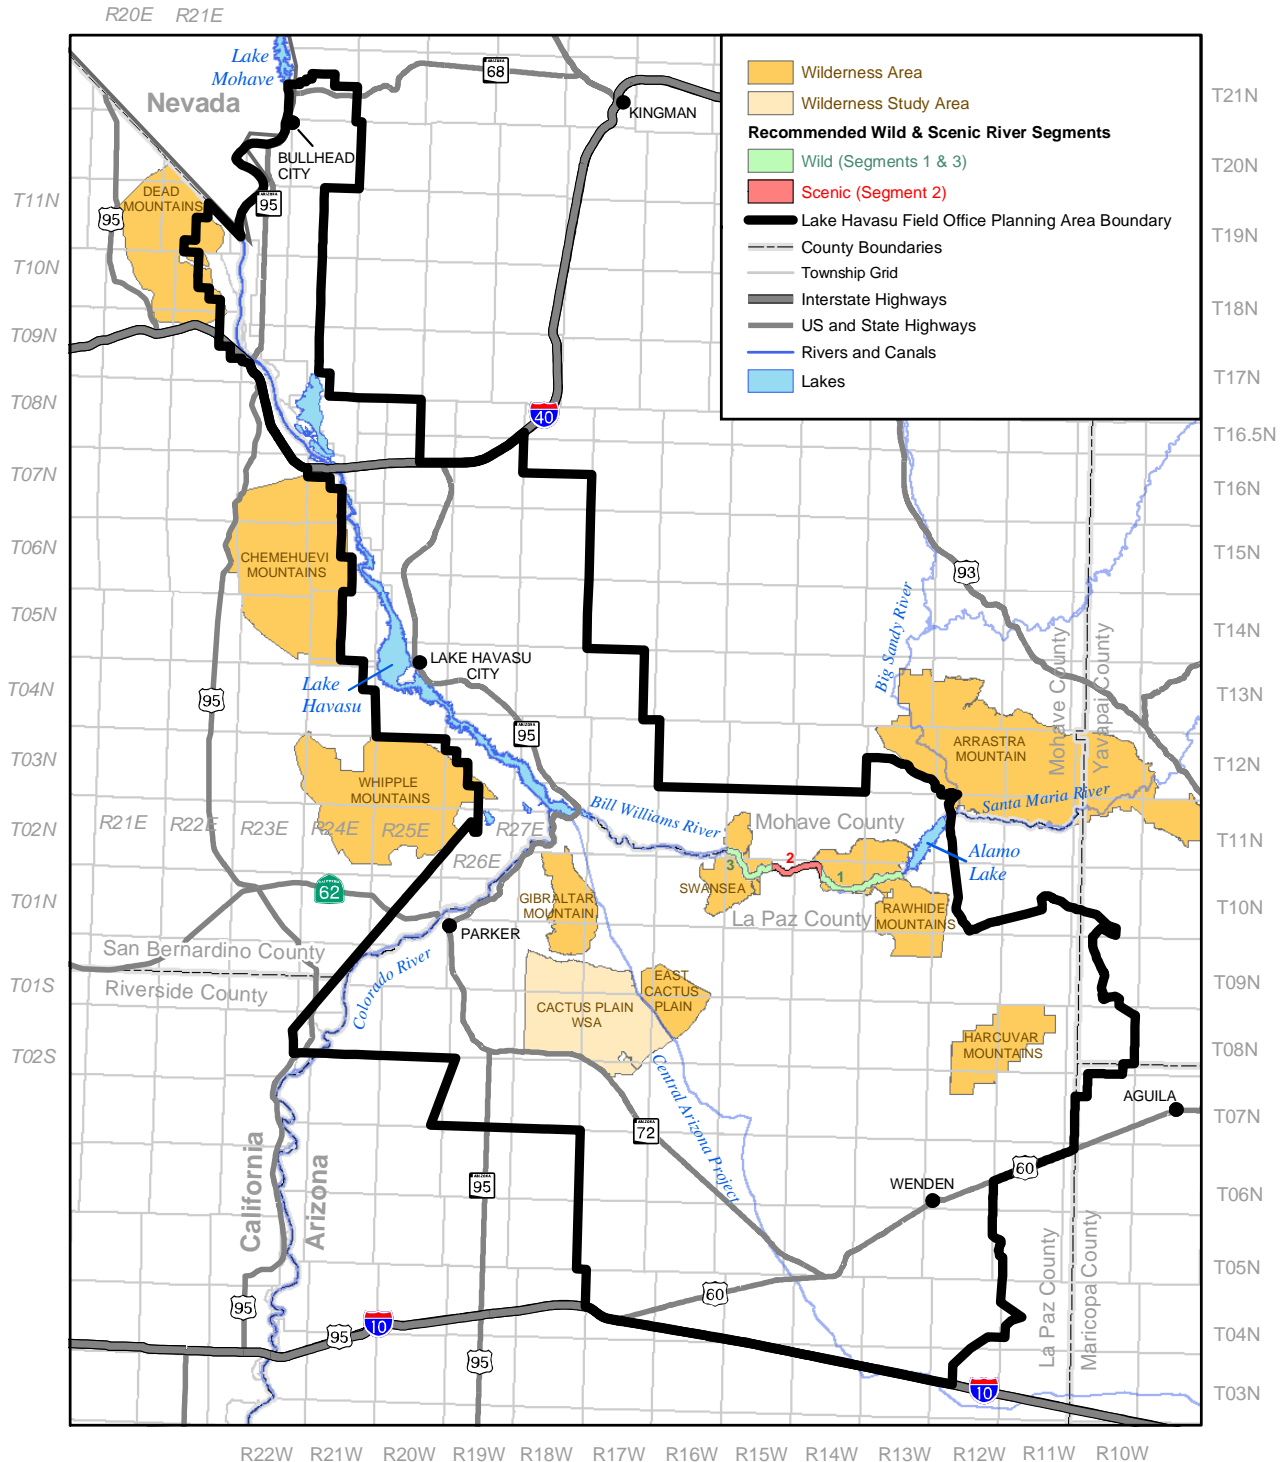 R20E R21E
Lake
Mohave
Nevada
ARIZONA
68
KINGMAN
BULLHEAD
CITY
ARIZONA
95
DEAD
MOUNTAINS
95
Wilderness Area
Wilderness Study Area
Recommended Wild & Scenic River Segments
Wild (Segments 1 & 3)
Scenic (Segment 2)
Lake Havasu Field Office Planning Area Boundary
County Boundaries
Township Grid
Interstate Highways
US and State Highways
Rivers and Canals
Lakes
T11N
T10N
T09N
T08N
T07N
T06N
T05N
T04N
T03N
T02N
T01N
T01S
T02S
T21N
T20N
T19N
T18N
T17N
T16.5N
T16N
T15N
T14N
T13N
T12N
T11N
T10N
T09N
T08N
T07N
T06N
T05N
T04N
T03N
40
CHEMEHUEVI
MOUNTAINS
93
Big Sandy River
Mohave County
Yavapai County
LAKE HAVASU
CITY
Lake
Havasu
95
ARIZONA
95
ARRASTRA
MOUNTAIN
WHIPPLE
MOUNTAINS
Santa Maria River
Bill Williams River
R21E R22E R23E R24E R25E R26E R27E
Mohave County
Alamo
Lake
3
2
1
SWANSEA
62
GIBRALTAR
MOUNTAIN
La Paz County
RAWHIDE
MOUNTAINS
PARKER
San Bernardino County
Riverside County
Colorado River
EAST
CACTUS
PLAIN
CACTUS PLAIN
WSA
HARCUVAR
MOUNTAINS
Central Arizona Project
AGUILA
ARIZONA
72
60
WENDEN
ARIZONA
95
California
Arizona
La Paz County
Maricopa County
60
95
95
10
95
10
R22W R21W R20W R19W R18W R17W R16W R15W R14W R13W R12W R11W R10W